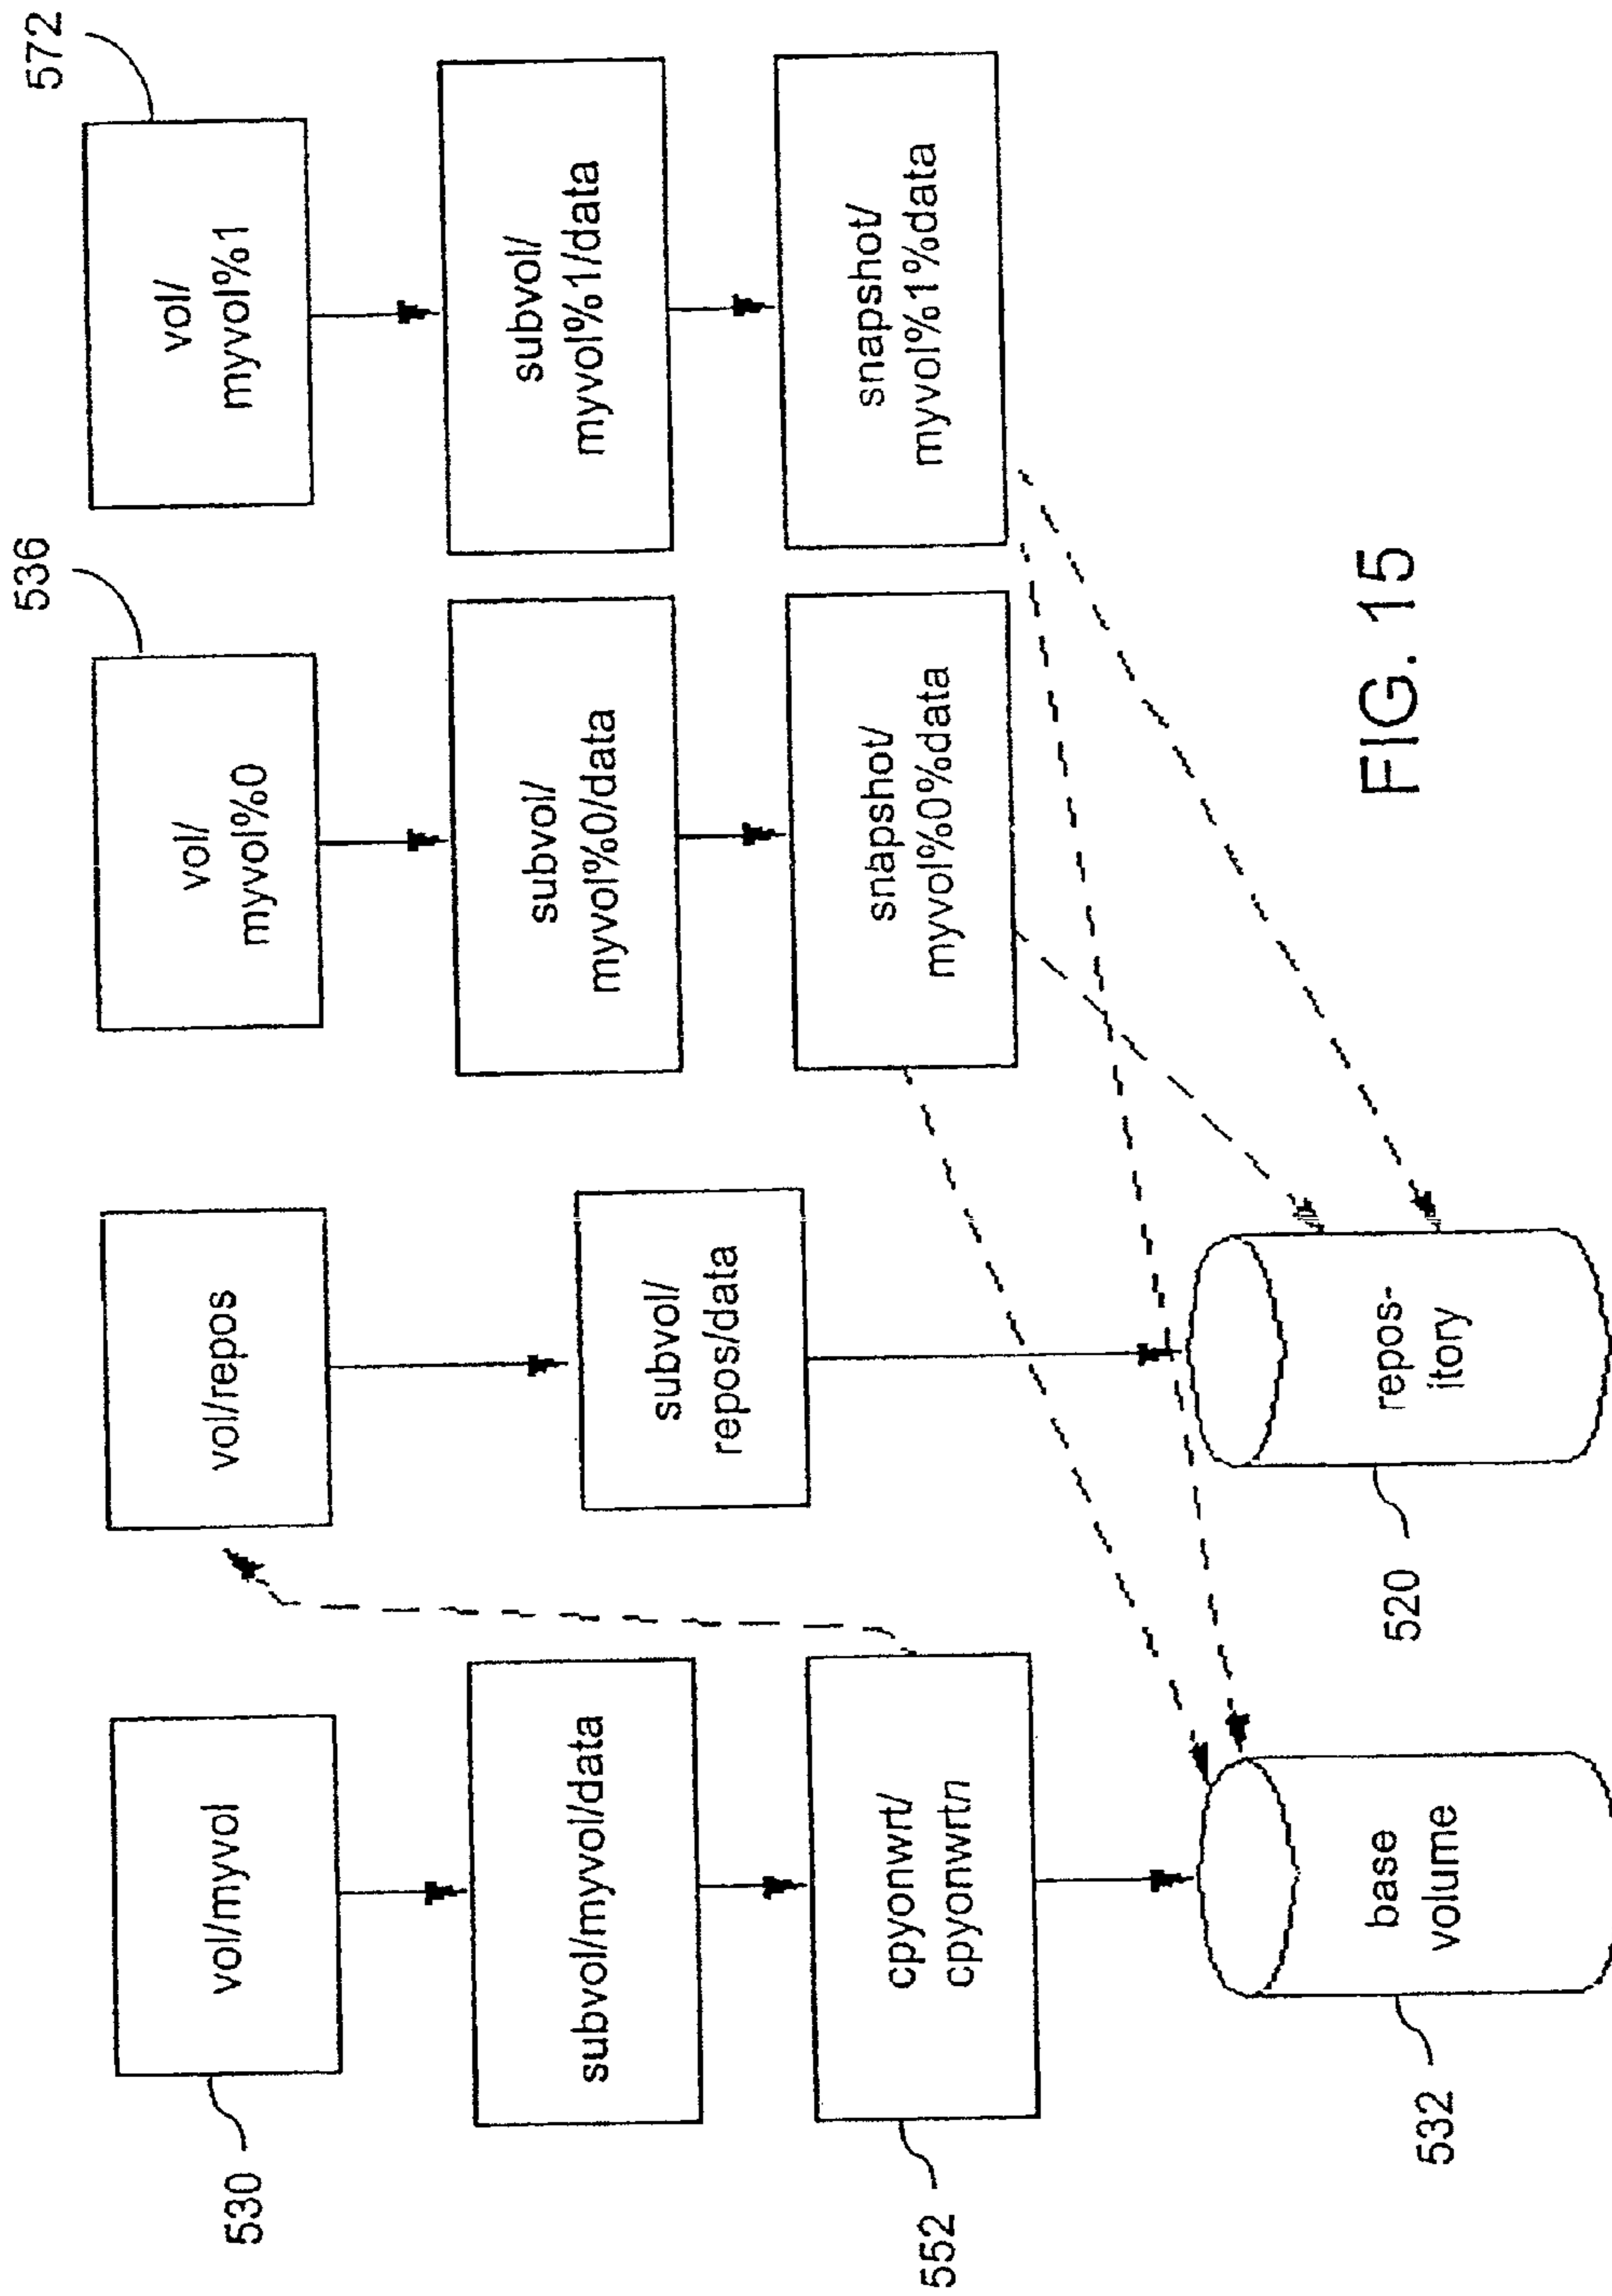 530
vol/myvol
subvol/myvol/data
552
cpyonwrt/
cpyonwrtn
532
base
volume
vol/repos
subvol/
repos/data
520
repos-
itory
536
vol/
myvol%0
subvol/
myvol%0/data
snapshot/
myvol%0%data
572
vol/
myvol%1
subvol/
myvol%1/data
snapshot/
myvol%1%data
FIG. 15